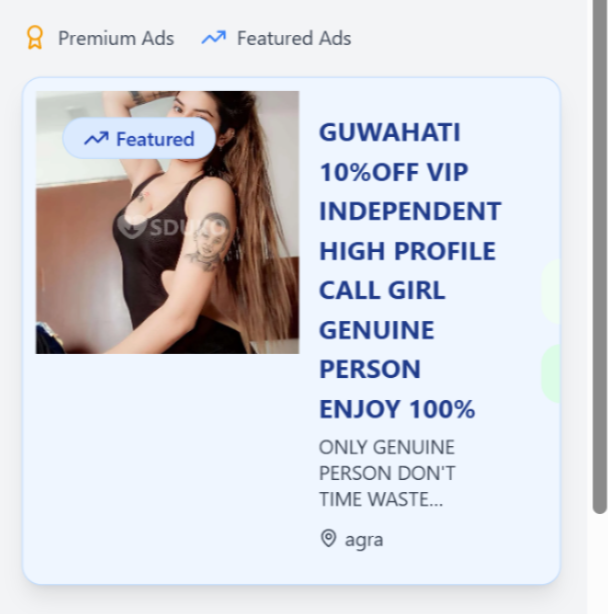 Premium Ads Featured Ads
Featured
GUWAHATI
10%OFF VIP
INDEPENDENT
HIGH PROFILE
CALL GIRL
GENUINE
PERSON
ENJOY 100%
ONLY GENUINE
PERSON DON'T
TIME WASTE...
agra